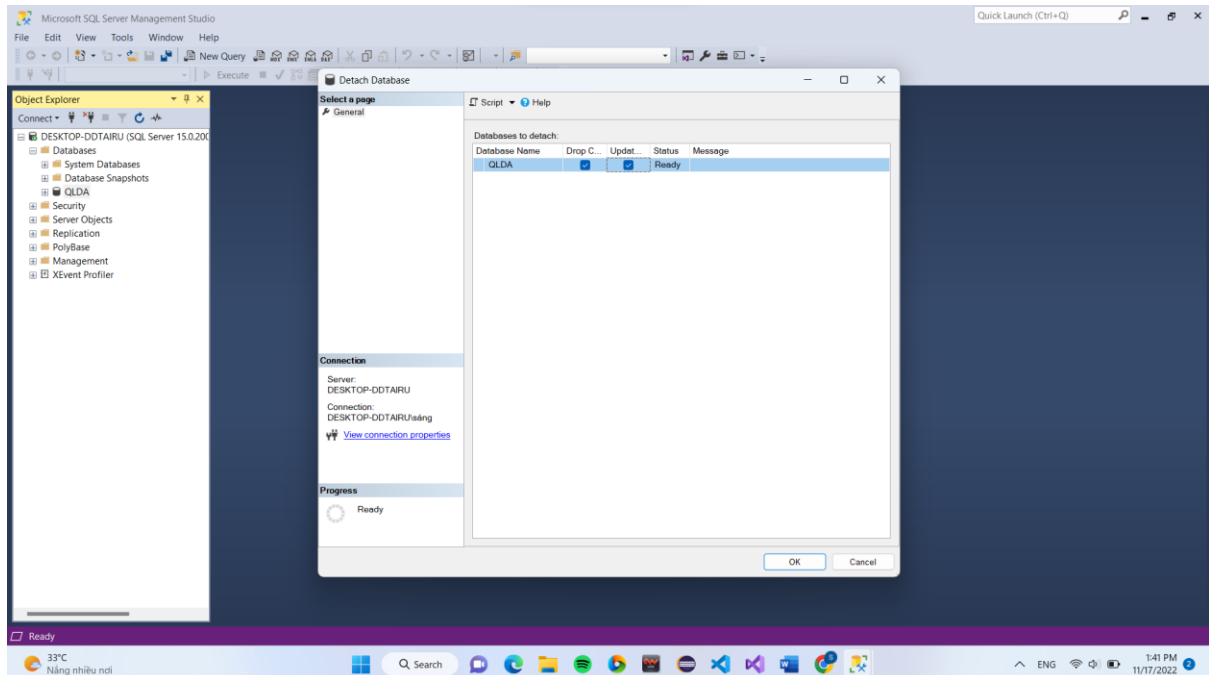 Microsoft SQL Server Management Studio
Quick Launch (Ctrl+Q)
File Edit View Tools Window Help
New Query
Execute
Object Explorer
Connect
DESKTOP-DDTAIRU (SQL Server 15.0.200
Databases
System Databases
Database Snapshots
QLDA
Security
Server Objects
Replication
PolyBase
Management
XEvent Profiler
Detach Database
Select a page
General
Script Help
Databases to detach:
Database Name Drop C... Updat... Status Message
QLDA Ready
Connection
Server:
DESKTOP-DDTAIRU
Connection:
DESKTOP-DDTAIRU\sáng
View connection properties
Progress
Ready
OK Cancel
Ready
33°C
Nắng nhiều nơi
Search
ENG
1:41 PM
11/17/2022
2